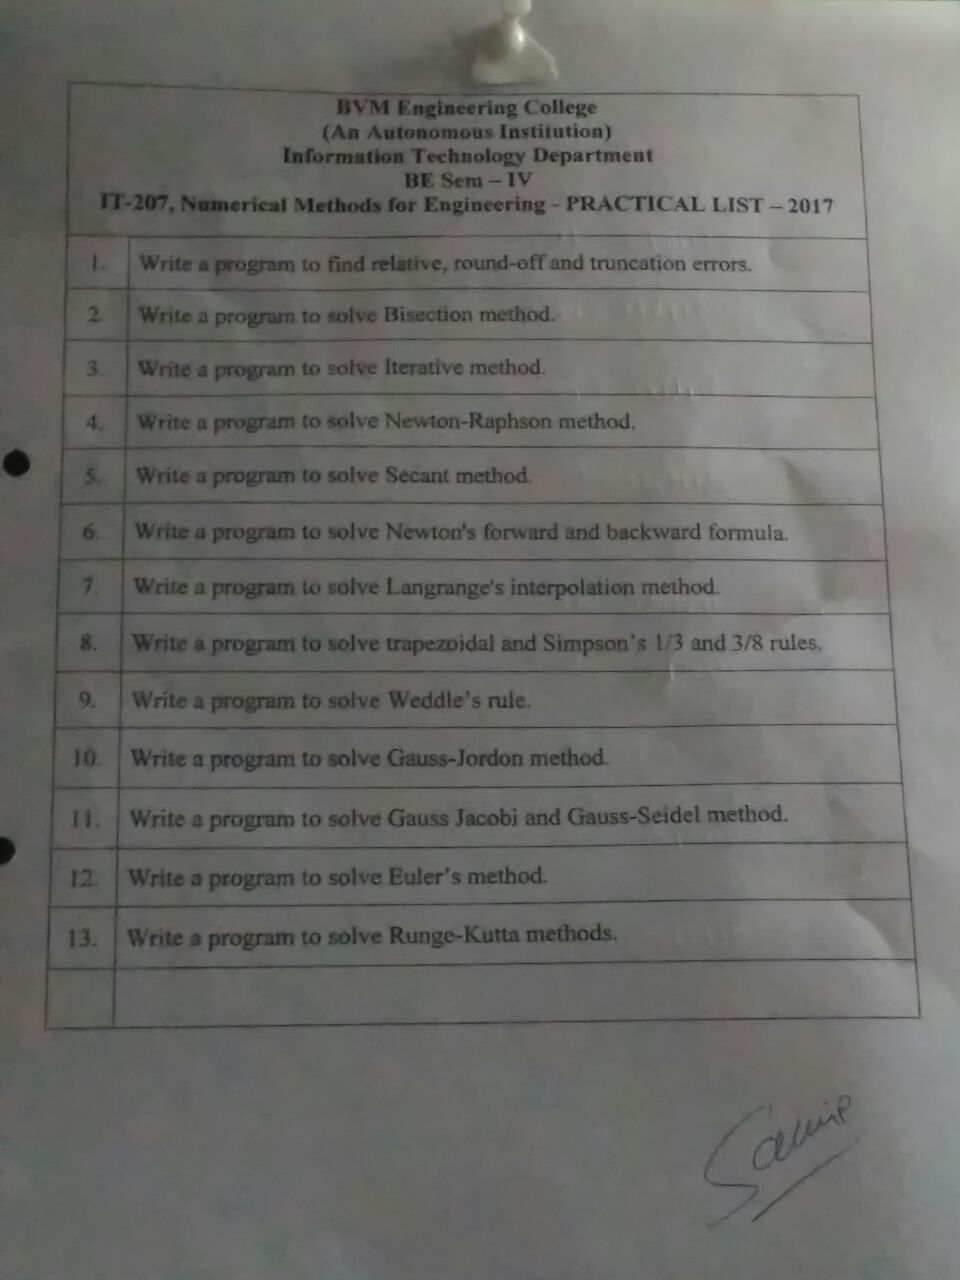 BVM Engineering College
(An Autonomous Institution)
Information Technology Department
BE Sem – IV
IT-207, Numerical Methods for Engineering - PRACTICAL LIST – 2017
1. Write a program to find relative, round-off and truncation errors.
2. Write a program to solve Bisection method.
3. Write a program to solve Iterative method.
4. Write a program to solve Newton-Raphson method.
5. Write a program to solve Secant method.
6. Write a program to solve Newton's forward and backward formula.
7. Write a program to solve Langrange's interpolation method.
8. Write a program to solve trapezoidal and Simpson’s 1/3 and 3/8 rules.
9. Write a program to solve Weddle’s rule.
10. Write a program to solve Gauss-Jordon method.
11. Write a program to solve Gauss Jacobi and Gauss-Seidel method.
12. Write a program to solve Euler’s method.
13. Write a program to solve Runge-Kutta methods.